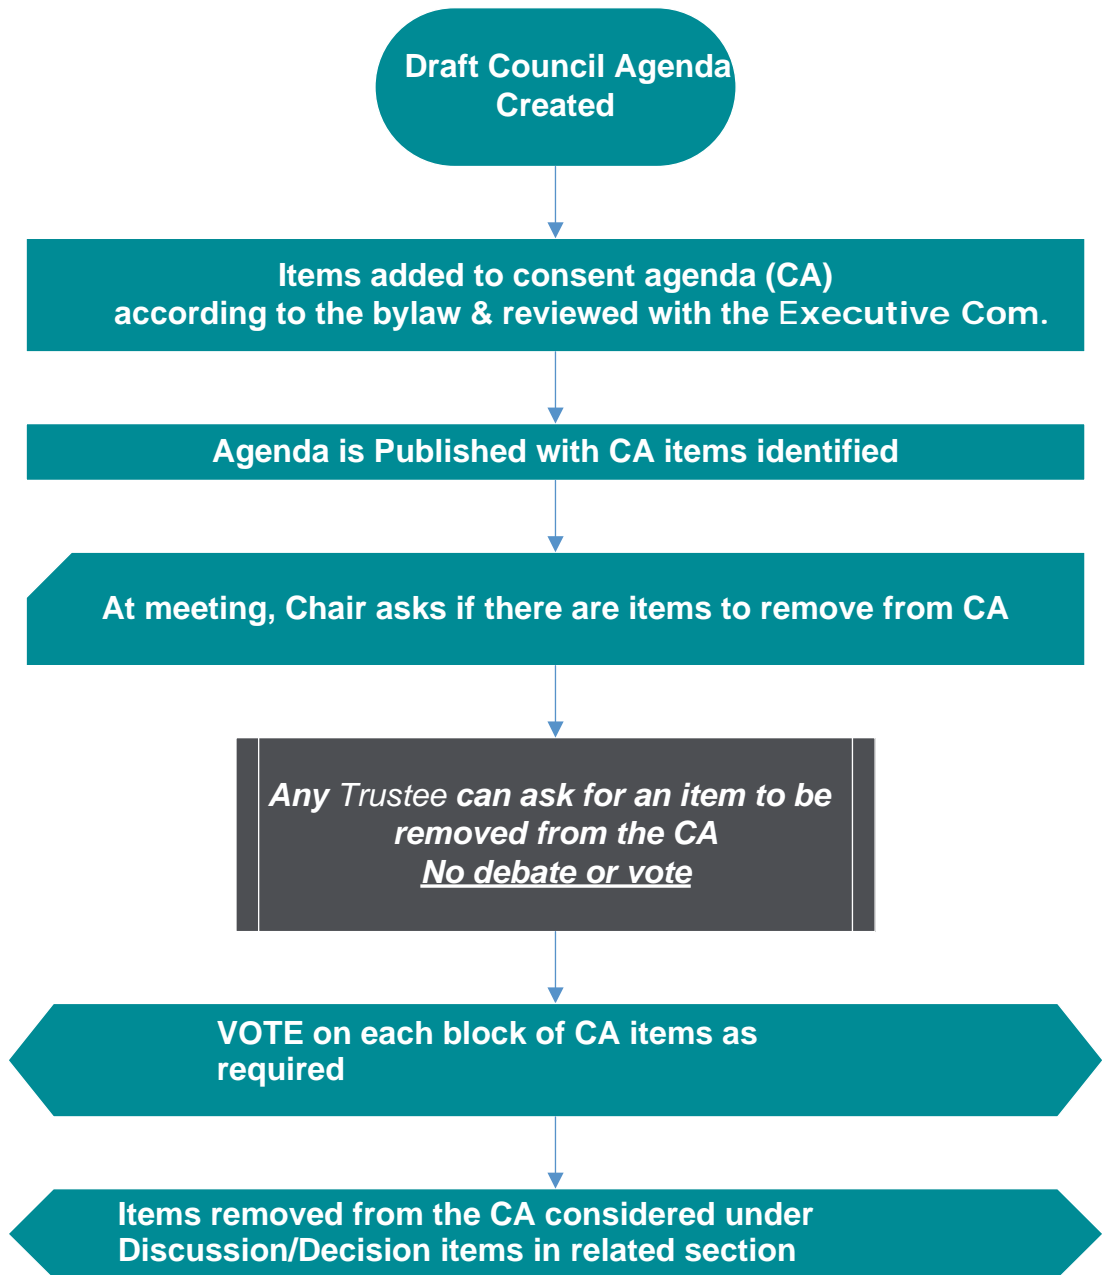 Draft Council Agenda
Created
Items added to consent agenda (CA)
according to the bylaw & reviewed with the Executive Com.
Agenda is Published with CA items identified
At meeting, Chair asks if there are items to remove from CA
Any Trustee can ask for an item to be
removed from the CA
No debate or vote
VOTE on each block of CA items as
required
Items removed from the CA considered under
Discussion/Decision items in related section